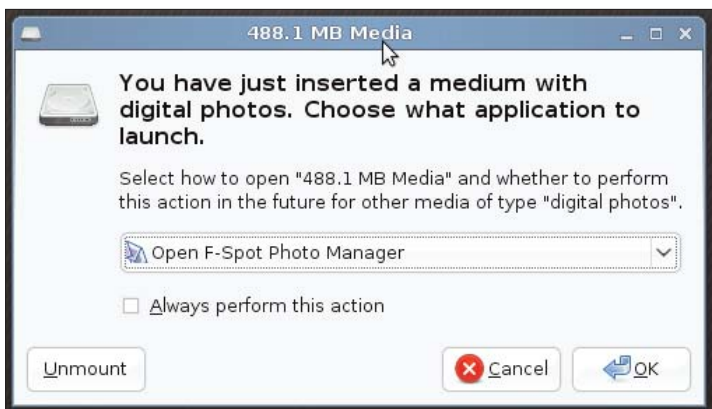 488.1 MB Media
You have just inserted a medium with
digital photos. Choose what application to
launch.
Select how to open "488.1 MB Media" and whether to perform
this action in the future for other media of type "digital photos".
Open F-Spot Photo Manager
Always perform this action
Unmount
Cancel
OK